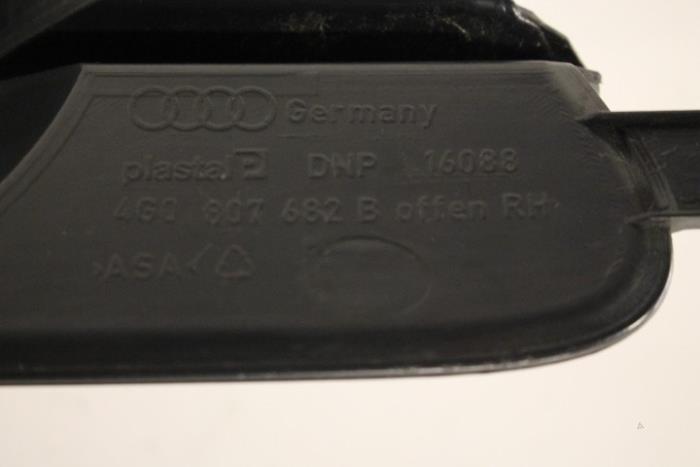 Germany
plastal DNP 16088
4G0 807 682 B offen RH
>ASA<